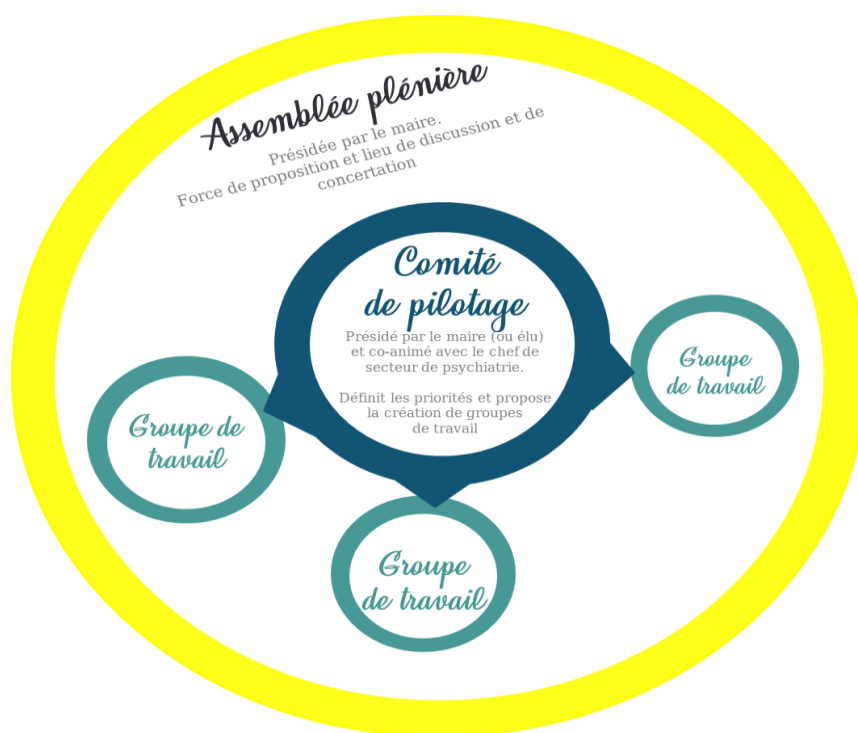 Assemblée plénière
Présidée par le maire.
Force de proposition et lieu de discussion et de
concertation
Comité
de pilotage
Présidé par le maire (ou élu)
et co-animé avec le chef de
secteur de psychiatrie.
Définit les priorités et propose
la création de groupes
de travail
Groupe
de travail
Groupe de
travail
Groupe
de travail